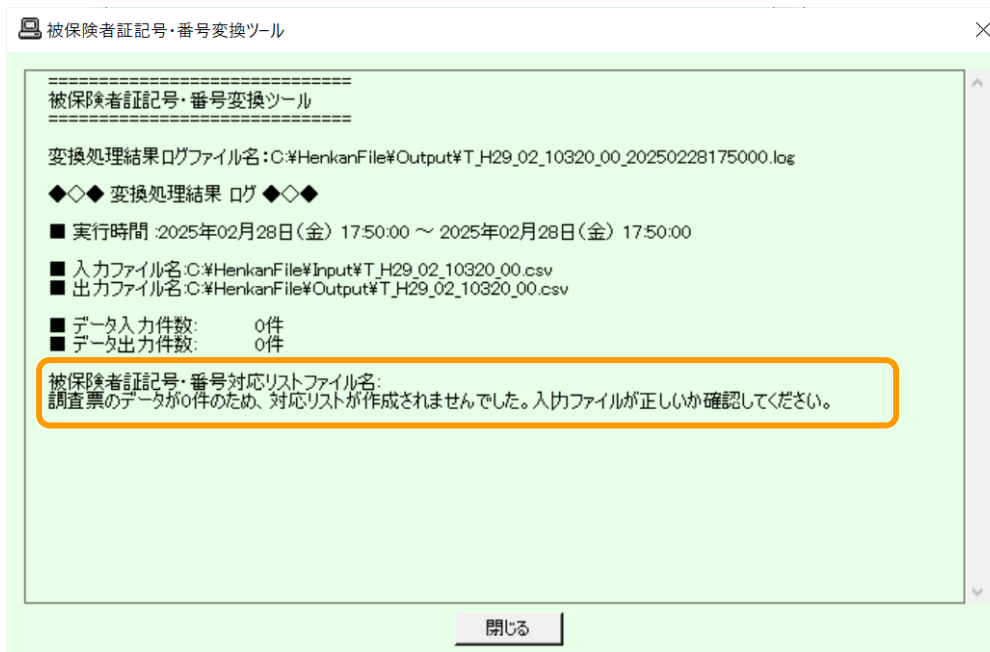 被保険者証記号・番号変換ツール
==============================
被保険者証記号・番号変換ツール
==============================
変換処理結果ログファイル名:C:¥HenkanFile¥Output¥T_H29_02_10320_00_20250228175000.log
◆◇◆ 変換処理結果 ログ ◆◇◆
■ 実行時間 :2025年02月28日(金) 17:50:00 ～ 2025年02月28日(金) 17:50:00
■ 入力ファイル名:C:¥HenkanFile¥Input¥T_H29_02_10320_00.csv
■ 出力ファイル名:C:¥HenkanFile¥Output¥T_H29_02_10320_00.csv
■ データ入力件数: 0件
■ データ出力件数: 0件
被保険者証記号・番号対応リストファイル名:
調査票のデータが0件のため、対応リストが作成されませんでした。入力ファイルが正しいか確認してください。
閉じる